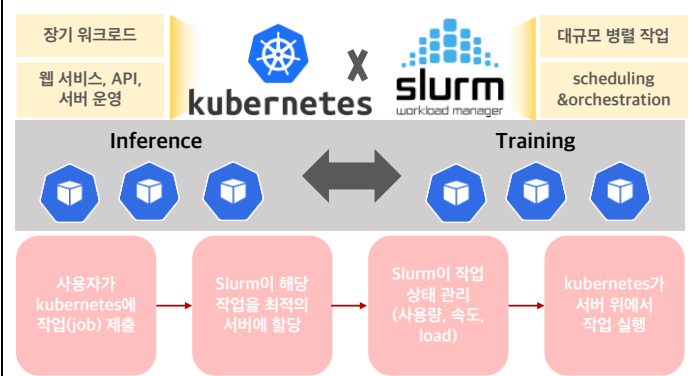 장기 워크로드
웹 서비스, API,
서버 운영
kubernetes
X
slurm
workload manager
대규모 병렬 작업
scheduling
&orchestration
Inference
Training
사용자가
kubernetes에
작업(job) 제출
Slurm이 해당
작업을 최적의
서버에 할당
Slurm이 작업
상태 관리
(사용량, 속도,
load)
kubernetes가
서버 위에서
작업 실행